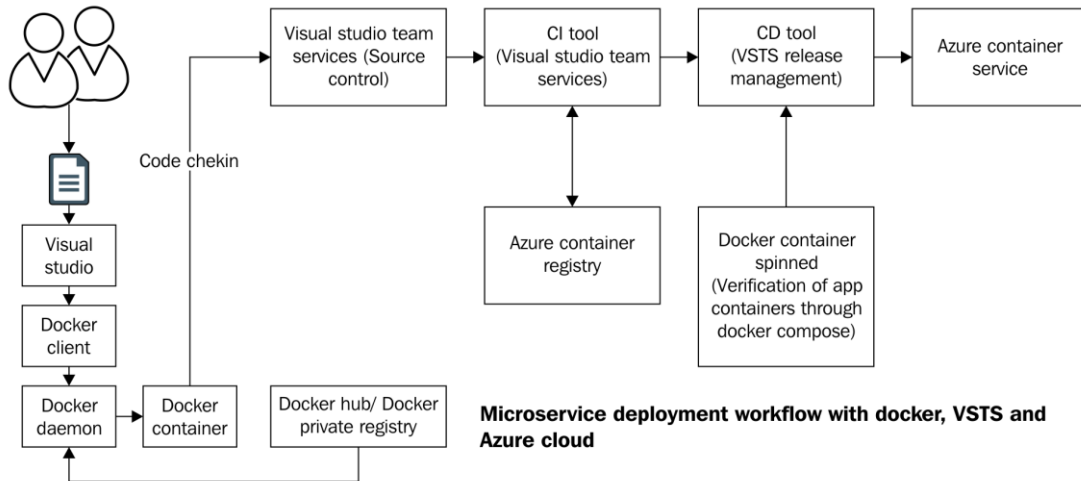 Visual studio team
services (Source
control)
CI tool
(Visual studio team
services)
CD tool
(VSTS release
management)
Azure container
service
Code chekin
Azure container
registry
Docker container
spinned
(Verification of app
containers through
docker compose)
Visual
studio
Docker
client
Docker
daemon
Docker
container
Docker hub/ Docker
private registry
Microservice deployment workflow with docker, VSTS and
Azure cloud